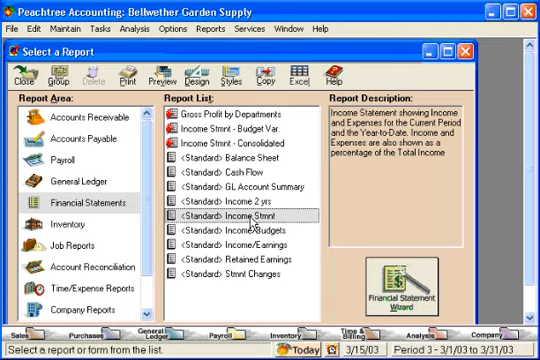 Peachtree Accounting: Bellwether Garden Supply
File Edit Maintain Tasks Analysis Options Reports Services Window Help
Select a Report
Close Group Delete Print Preview Design Styles Copy Excel Help
Report Area:
Accounts Receivable
Accounts Payable
Payroll
General Ledger
Financial Statements
Inventory
Job Reports
Account Reconciliation
Time/Expense Reports
Company Reports
Report List:
Gross Profit by Departments
Income Stmnt - Budget Var.
Income Stmnt - Consolidated
<Standard> Balance Sheet
<Standard> Cash Flow
<Standard> GL Account Summary
<Standard> Income 2 yrs
<Standard> Income Stmnt
<Standard> Income/Budgets
<Standard> Income/Earnings
<Standard> Retained Earnings
<Standard> Stmnt Changes
Report Description:
Income Statement showing Income
and Expenses for the Current Period
and the Year-to-Date. Income and
Expenses are also shown as a
percentage of the Total Income
Financial Statement
Wizard
Sales Purchases General Ledger Payroll Inventory Time & Billing Analysis Company
Select a report or form from the list. Today 3/15/03 Period 3 - 3/1/03 to 3/31/03